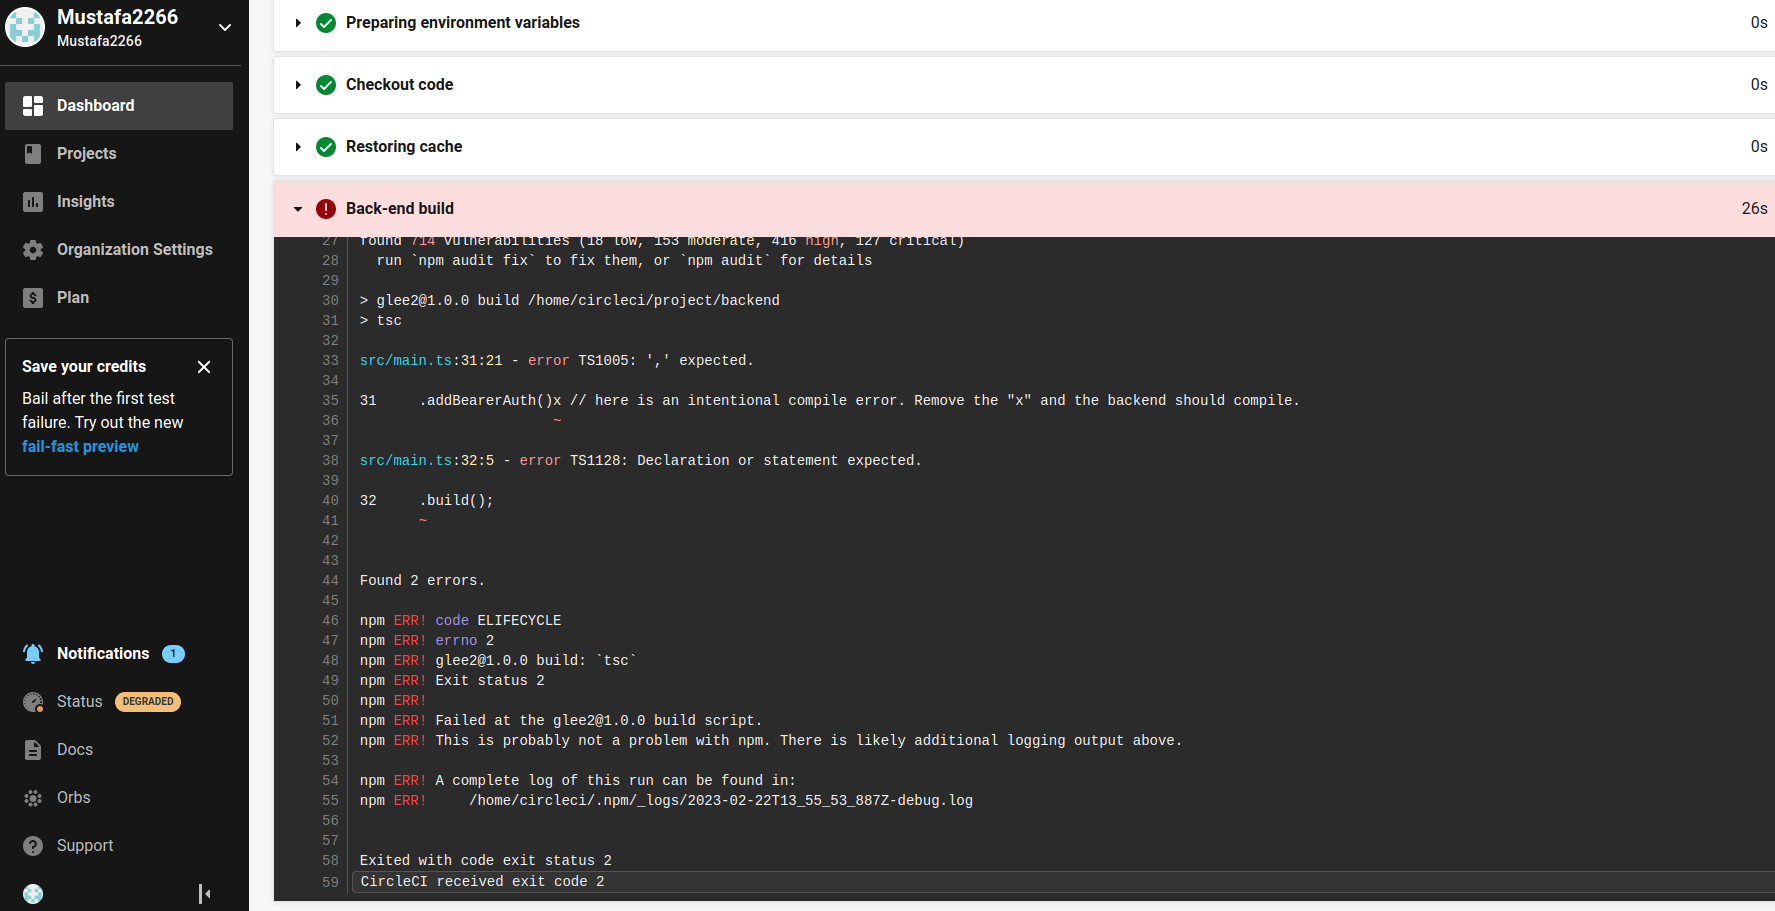 Mustafa2266
Mustafa2266
Dashboard
Projects
Insights
Organization Settings
Plan
Save your credits
Bail after the first test
failure. Try out the new
fail-fast preview
Notifications 1
Status DEGRADED
Docs
Orbs
Support
Preparing environment variables 0s
Checkout code 0s
Restoring cache 0s
Back-end build 26s
27 found 714 vulnerabilities (18 low, 153 moderate, 416 high, 127 critical)
28   run `npm audit fix` to fix them, or `npm audit` for details
29
30 > glee2@1.0.0 build /home/circleci/project/backend
31 > tsc
32
33 src/main.ts:31:21 - error TS1005: ',' expected.
34
35 31     .addBearerAuth()x // here is an intentional compile error. Remove the "x" and the backend should compile.
36                        ~
37
38 src/main.ts:32:5 - error TS1128: Declaration or statement expected.
39
40 32     .build();
41        ~
42
43
44 Found 2 errors.
45
46 npm ERR! code ELIFECYCLE
47 npm ERR! errno 2
48 npm ERR! glee2@1.0.0 build: `tsc`
49 npm ERR! Exit status 2
50 npm ERR!
51 npm ERR! Failed at the glee2@1.0.0 build script.
52 npm ERR! This is probably not a problem with npm. There is likely additional logging output above.
53
54 npm ERR! A complete log of this run can be found in:
55 npm ERR!     /home/circleci/.npm/_logs/2023-02-22T13_55_53_887Z-debug.log
56
57
58 Exited with code exit status 2
59 CircleCI received exit code 2